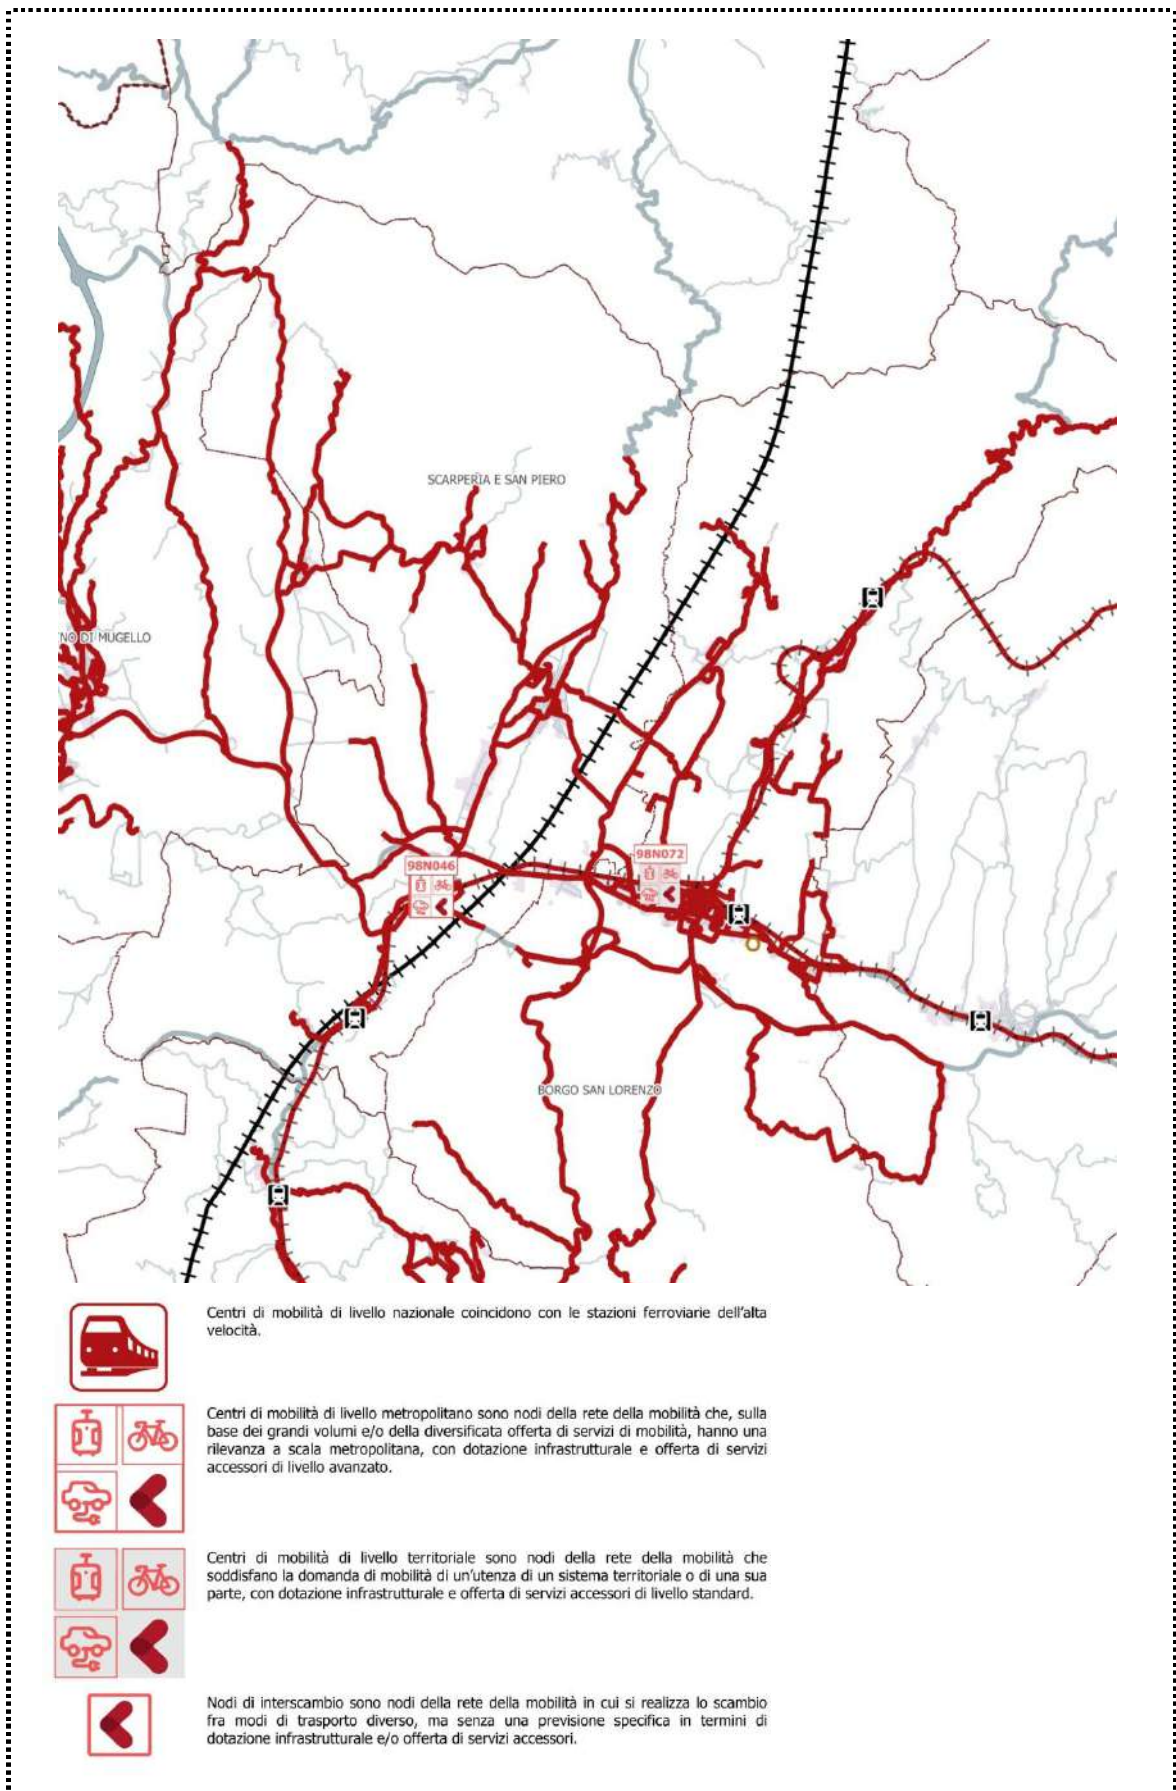 SCARPERIA E SAN PIERO
NO DI MUGELLO
98N072
98N046
BORGO SAN LORENZO
Centri di mobilità di livello nazionale coincidono con le stazioni ferroviarie dell'alta
velocità.
Centri di mobilità di livello metropolitano sono nodi della rete della mobilità che, sulla
base dei grandi volumi e/o della diversificata offerta di servizi di mobilità, hanno una
rilevanza a scala metropolitana, con dotazione infrastrutturale e offerta di servizi
accessori di livello avanzato.
Centri di mobilità di livello territoriale sono nodi della rete della mobilità che
soddisfano la domanda di mobilità di un'utenza di un sistema territoriale o di una sua
parte, con dotazione infrastrutturale e offerta di servizi accessori di livello standard.
Nodi di interscambio sono nodi della rete della mobilità in cui si realizza lo scambio
fra modi di trasporto diverso, ma senza una previsione specifica in termini di
dotazione infrastrutturale e/o offerta di servizi accessori.